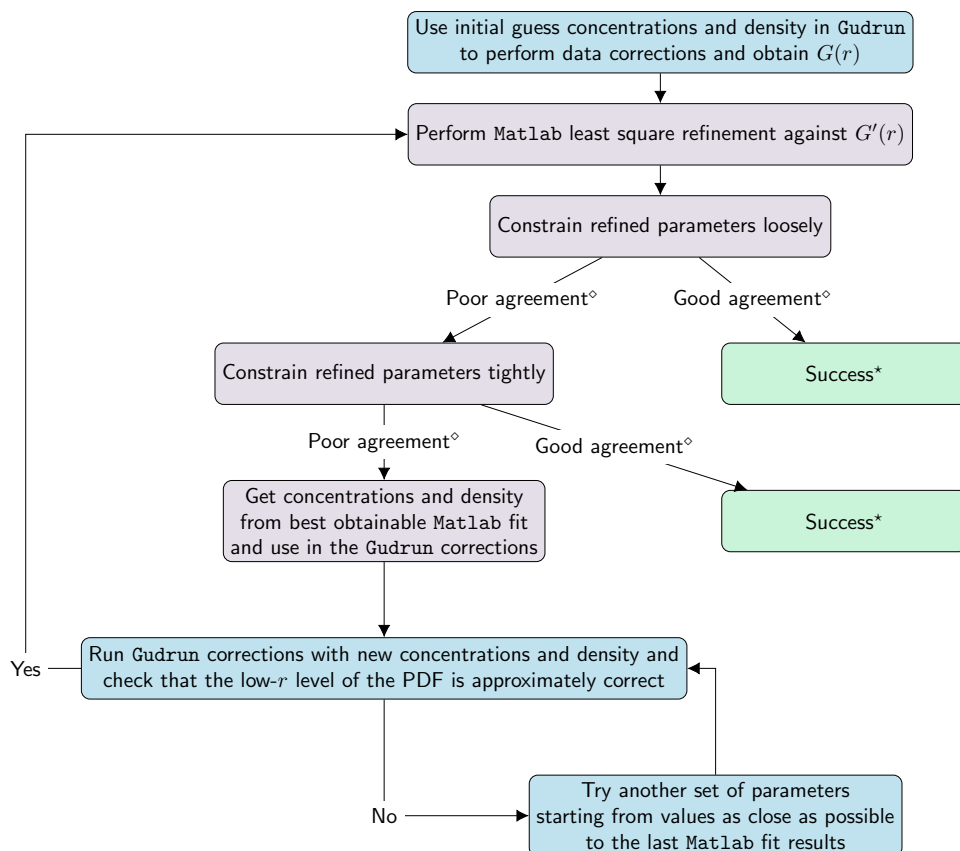 Use initial guess concentrations and density in Gudrun
to perform data corrections and obtain G(r)
Perform Matlab least square refinement against G′(r)
Constrain refined parameters loosely
Poor agreement⋄
Good agreement⋄
Constrain refined parameters tightly
Success⋆
Poor agreement⋄
Good agreement⋄
Get concentrations and density
from best obtainable Matlab fit
and use in the Gudrun corrections
Success⋆
Yes
Run Gudrun corrections with new concentrations and density and
check that the low-r level of the PDF is approximately correct
No
Try another set of parameters
starting from values as close as possible
to the last Matlab fit results